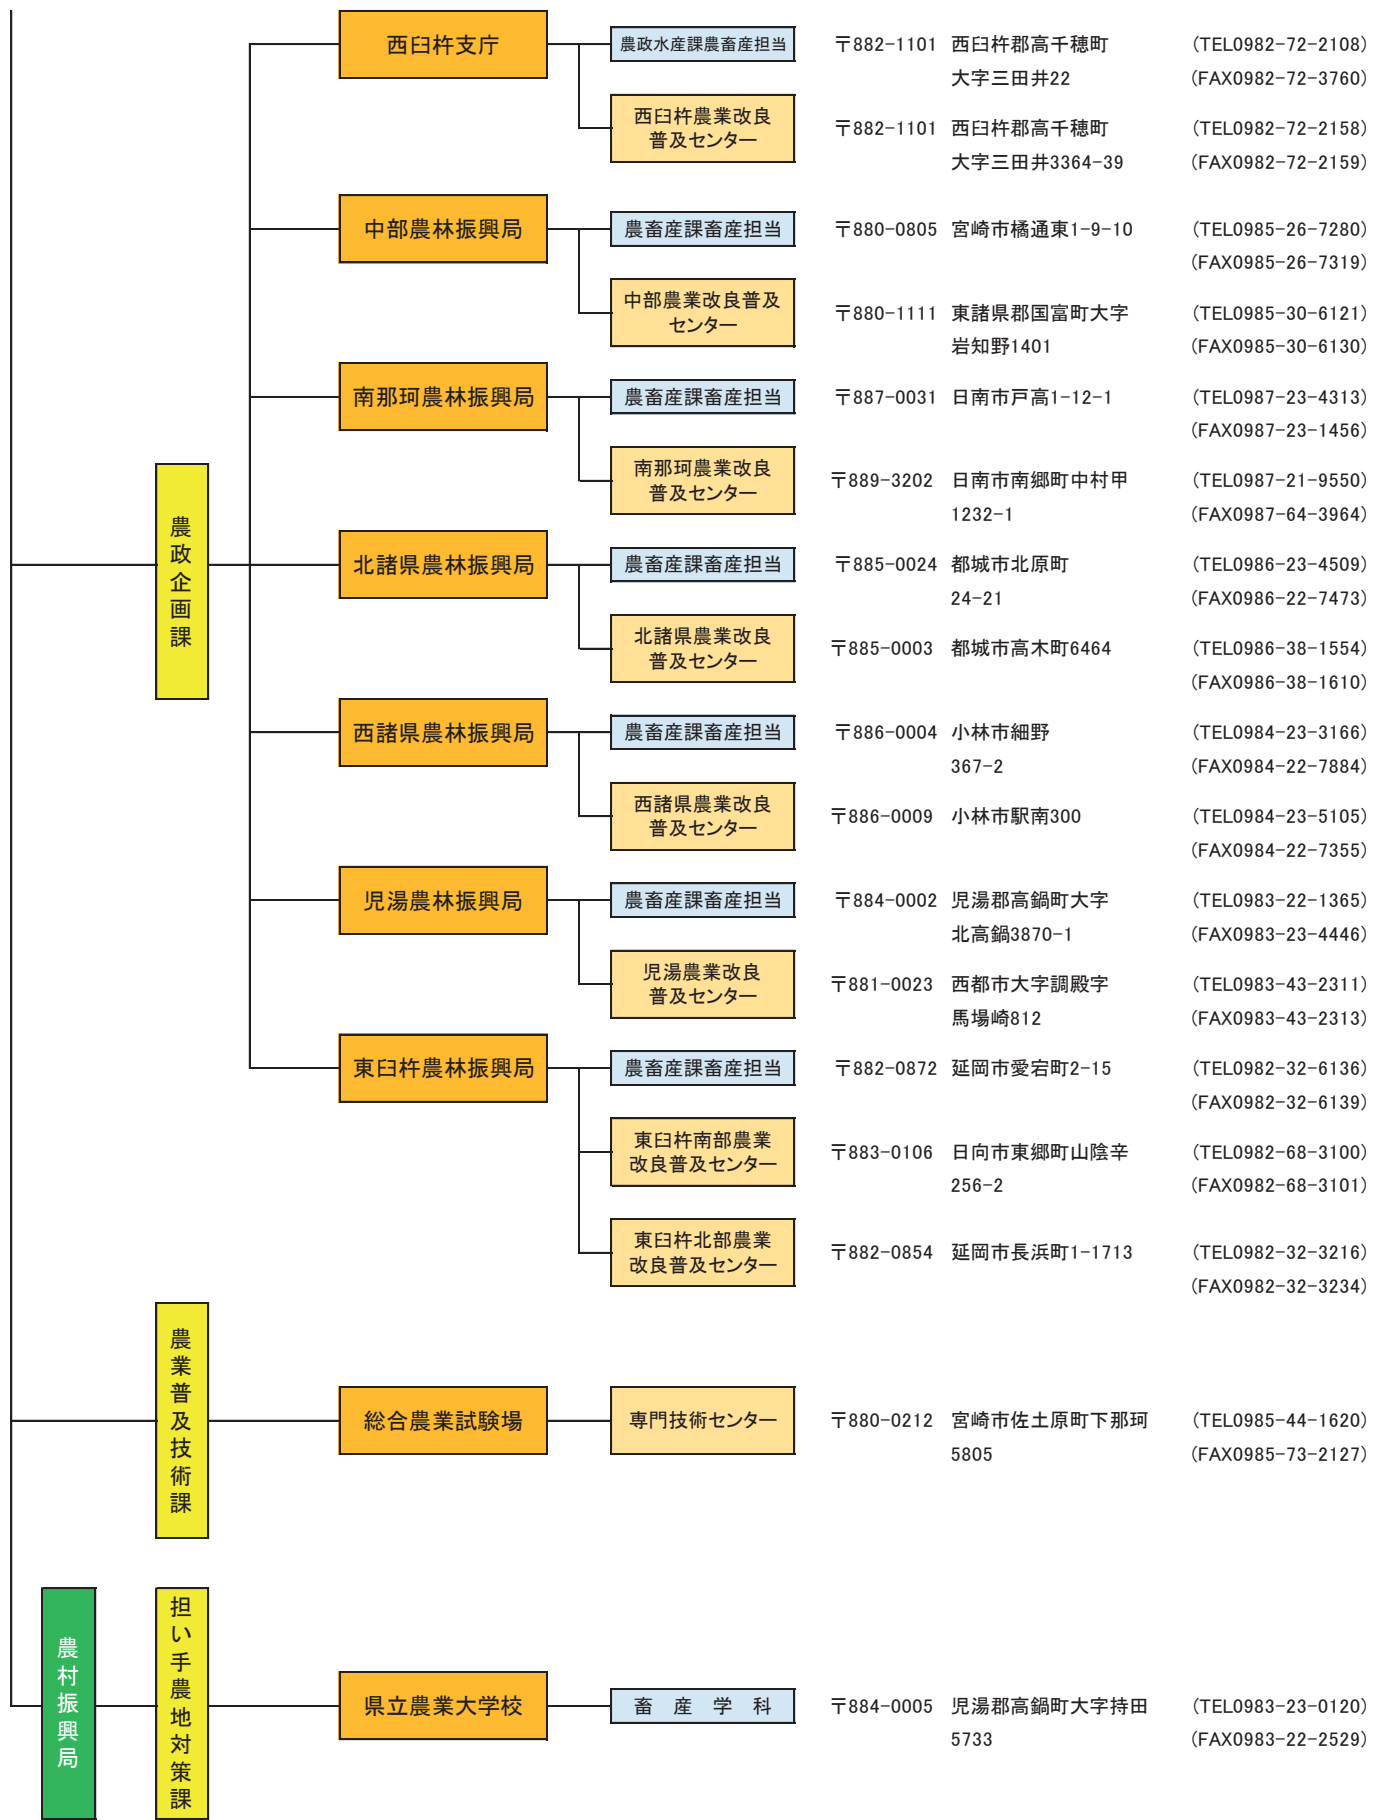 西臼杵支庁
農政水産課農畜産担当
〒882-1101 西臼杵郡高千穂町 (TEL0982-72-2108)
大字三田井22 (FAX0982-72-3760)
西臼杵農業改良
普及センター
〒882-1101 西臼杵郡高千穂町 (TEL0982-72-2158)
大字三田井3364-39 (FAX0982-72-2159)
中部農林振興局
農畜産課畜産担当
〒880-0805 宮崎市橘通東1-9-10 (TEL0985-26-7280)
(FAX0985-26-7319)
中部農業改良普及
センター
〒880-1111 東諸県郡国富町大字 (TEL0985-30-6121)
岩知野1401 (FAX0985-30-6130)
南那珂農林振興局
農畜産課畜産担当
〒887-0031 日南市戸高1-12-1 (TEL0987-23-4313)
(FAX0987-23-1456)
南那珂農業改良
普及センター
〒889-3202 日南市南郷町中村甲 (TEL0987-21-9550)
1232-1 (FAX0987-64-3964)
農政企画課
北諸県農林振興局
農畜産課畜産担当
〒885-0024 都城市北原町 (TEL0986-23-4509)
24-21 (FAX0986-22-7473)
北諸県農業改良
普及センター
〒885-0003 都城市高木町6464 (TEL0986-38-1554)
(FAX0986-38-1610)
西諸県農林振興局
農畜産課畜産担当
〒886-0004 小林市細野 (TEL0984-23-3166)
367-2 (FAX0984-22-7884)
西諸県農業改良
普及センター
〒886-0009 小林市駅南300 (TEL0984-23-5105)
(FAX0984-22-7355)
児湯農林振興局
農畜産課畜産担当
〒884-0002 児湯郡高鍋町大字 (TEL0983-22-1365)
北高鍋3870-1 (FAX0983-23-4446)
児湯農業改良
普及センター
〒881-0023 西都市大字調殿字 (TEL0983-43-2311)
馬場崎812 (FAX0983-43-2313)
東臼杵農林振興局
農畜産課畜産担当
〒882-0872 延岡市愛宕町2-15 (TEL0982-32-6136)
(FAX0982-32-6139)
東臼杵南部農業
改良普及センター
〒883-0106 日向市東郷町山陰辛 (TEL0982-68-3100)
256-2 (FAX0982-68-3101)
東臼杵北部農業
改良普及センター
〒882-0854 延岡市長浜町1-1713 (TEL0982-32-3216)
(FAX0982-32-3234)
農業普及技術課
総合農業試験場
専門技術センター
〒880-0212 宮崎市佐土原町下那珂 (TEL0985-44-1620)
5805 (FAX0985-73-2127)
農村振興局
担い手農地対策課
県立農業大学校
畜産学科
〒884-0005 児湯郡高鍋町大字持田 (TEL0983-23-0120)
5733 (FAX0983-22-2529)